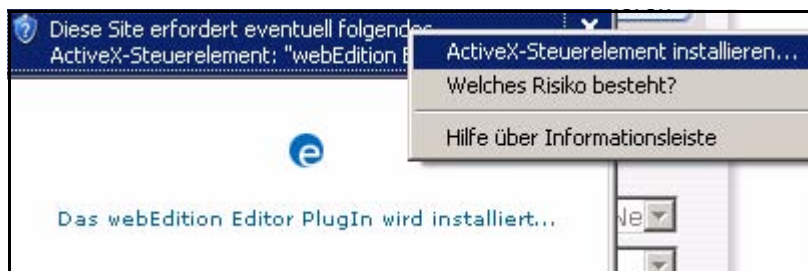 Diese Site erfordert eventuell folgendes
ActiveX-Steuerelement: "webEdition
ActiveX-Steuerelement installieren...
Welches Risiko besteht?
Hilfe über Informationsleiste
Das webEdition Editor PlugIn wird installiert...